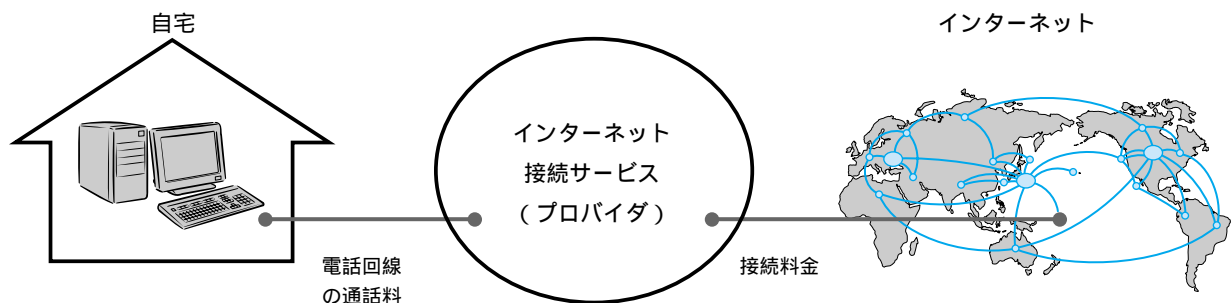 自宅
インターネット
接続サービス
（プロバイダ）
電話回線
の通話料
インターネット
接続料金